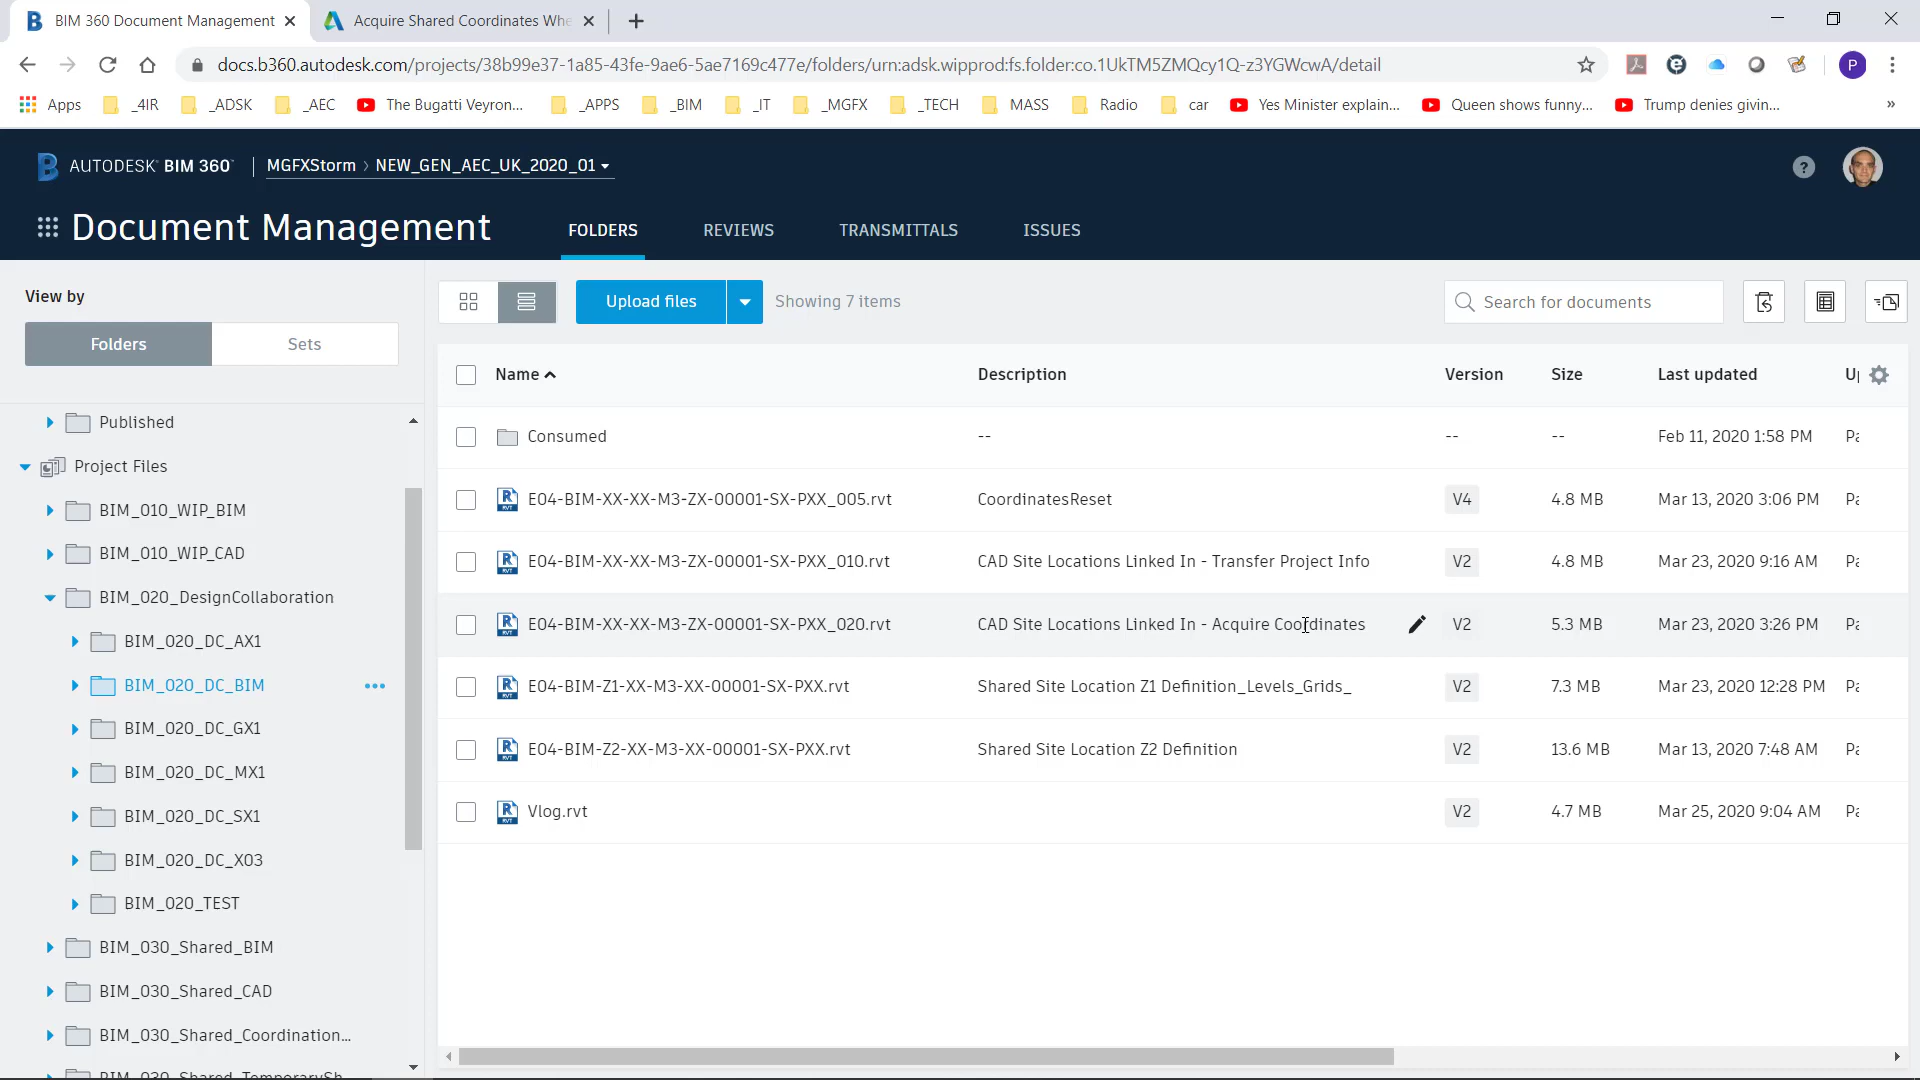 BIM 360 Document Management
Acquire Shared Coordinates Whe
docs.b360.autodesk.com/projects/38b99e37-1a85-43fe-9ae6-5ae7169c477e/folders/urn:adsk.wipprod:fs.folder:co.1UkTM5ZMQcy1Q-z3YGWcwA/detail
P
Apps _4IR _ADSK _AEC The Bugatti Veyron... _APPS _BIM _IT _MGFX _TECH MASS Radio car Yes Minister explain... Queen shows funny... Trump denies givin... »
AUTODESK BIM 360 MGFXStorm › NEW_GEN_AEC_UK_2020_01
Document Management FOLDERS REVIEWS TRANSMITTALS ISSUES
View by
Folders Sets
Published
Project Files
BIM_010_WIP_BIM
BIM_010_WIP_CAD
BIM_020_DesignCollaboration
BIM_020_DC_AX1
BIM_020_DC_BIM
BIM_020_DC_GX1
BIM_020_DC_MX1
BIM_020_DC_SX1
BIM_020_DC_X03
BIM_020_TEST
BIM_030_Shared_BIM
BIM_030_Shared_CAD
BIM_030_Shared_Coordination...
Upload files Showing 7 items Search for documents
Name Description Version Size Last updated
Consumed -- -- -- Feb 11, 2020 1:58 PM
E04-BIM-XX-XX-M3-ZX-00001-SX-PXX_005.rvt CoordinatesReset V4 4.8 MB Mar 13, 2020 3:06 PM
E04-BIM-XX-XX-M3-ZX-00001-SX-PXX_010.rvt CAD Site Locations Linked In - Transfer Project Info V2 4.8 MB Mar 23, 2020 9:16 AM
E04-BIM-XX-XX-M3-ZX-00001-SX-PXX_020.rvt CAD Site Locations Linked In - Acquire Coordinates V2 5.3 MB Mar 23, 2020 3:26 PM
E04-BIM-Z1-XX-M3-XX-00001-SX-PXX.rvt Shared Site Location Z1 Definition_Levels_Grids_ V2 7.3 MB Mar 23, 2020 12:28 PM
E04-BIM-Z2-XX-M3-XX-00001-SX-PXX.rvt Shared Site Location Z2 Definition V2 13.6 MB Mar 13, 2020 7:48 AM
Vlog.rvt V2 4.7 MB Mar 25, 2020 9:04 AM